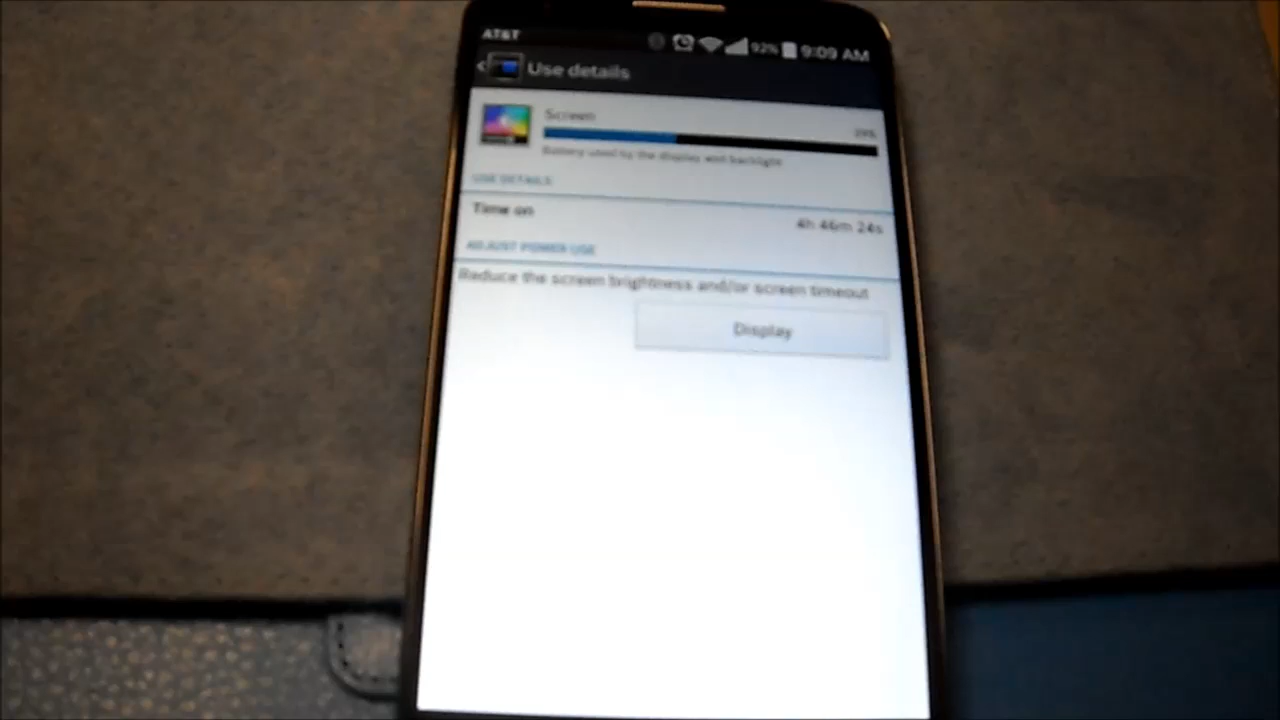 AT&T 92% 9:09 AM
Use details
Screen
Battery used by the display and backlight
USE DETAILS
Time on 4h 46m 24s
ADJUST POWER USE
Reduce the screen brightness and/or screen timeout
Display